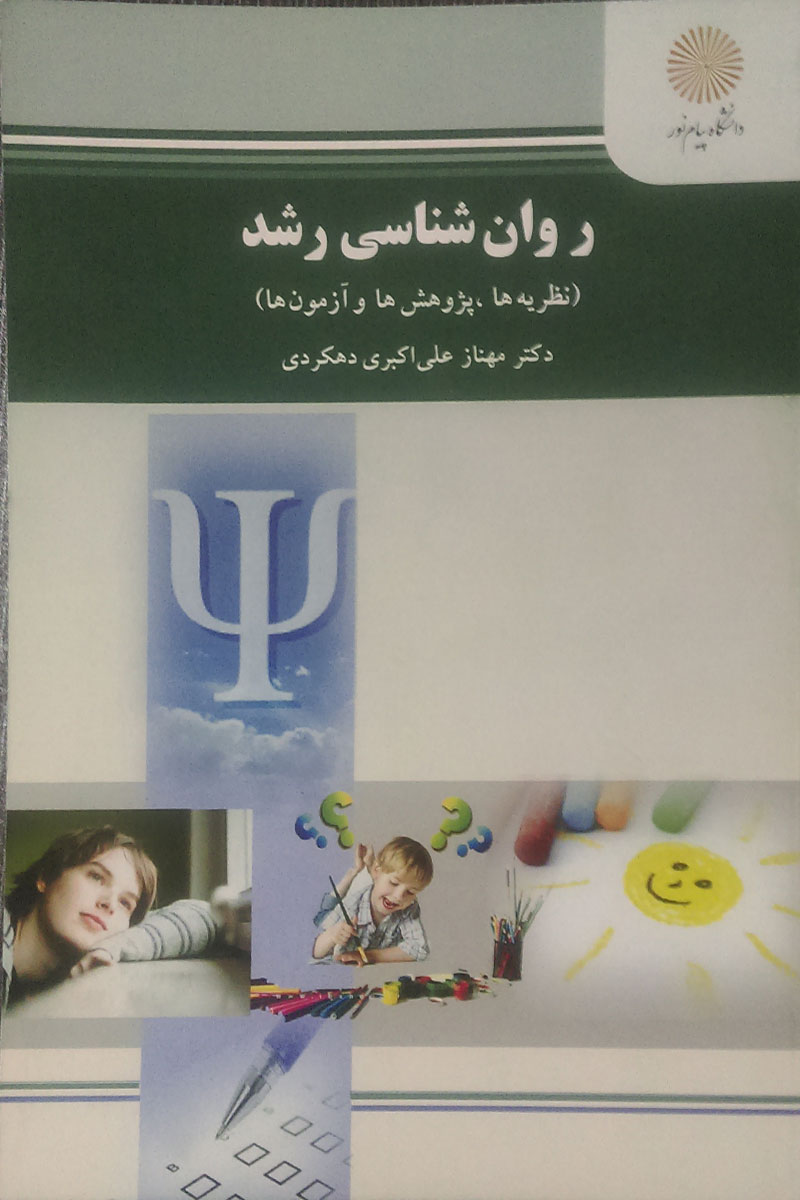 دانشگاه پیام نور
روان شناسی رشد
(نظریه ها ، پژوهش ها و آزمون ها)
دکتر مهناز علی اکبری دهکردی
Ψ